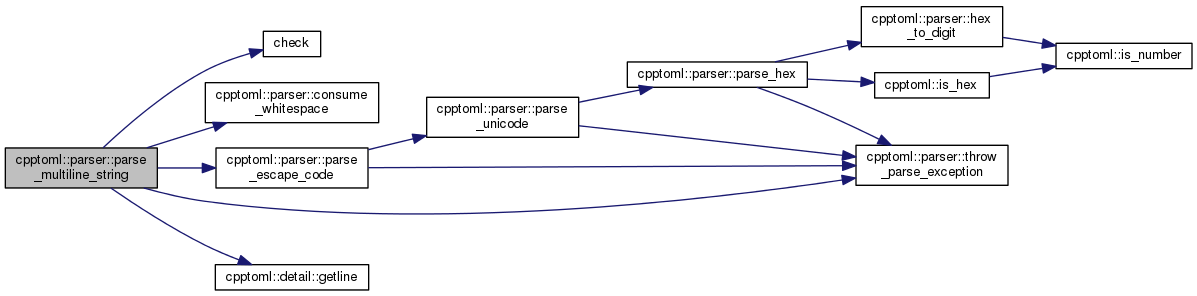 cpptoml::parser::parse
_multiline_string
check
cpptoml::parser::consume
_whitespace
cpptoml::parser::parse
_escape_code
cpptoml::detail::getline
cpptoml::parser::parse
_unicode
cpptoml::parser::parse_hex
cpptoml::parser::hex
_to_digit
cpptoml::is_hex
cpptoml::parser::throw
_parse_exception
cpptoml::is_number